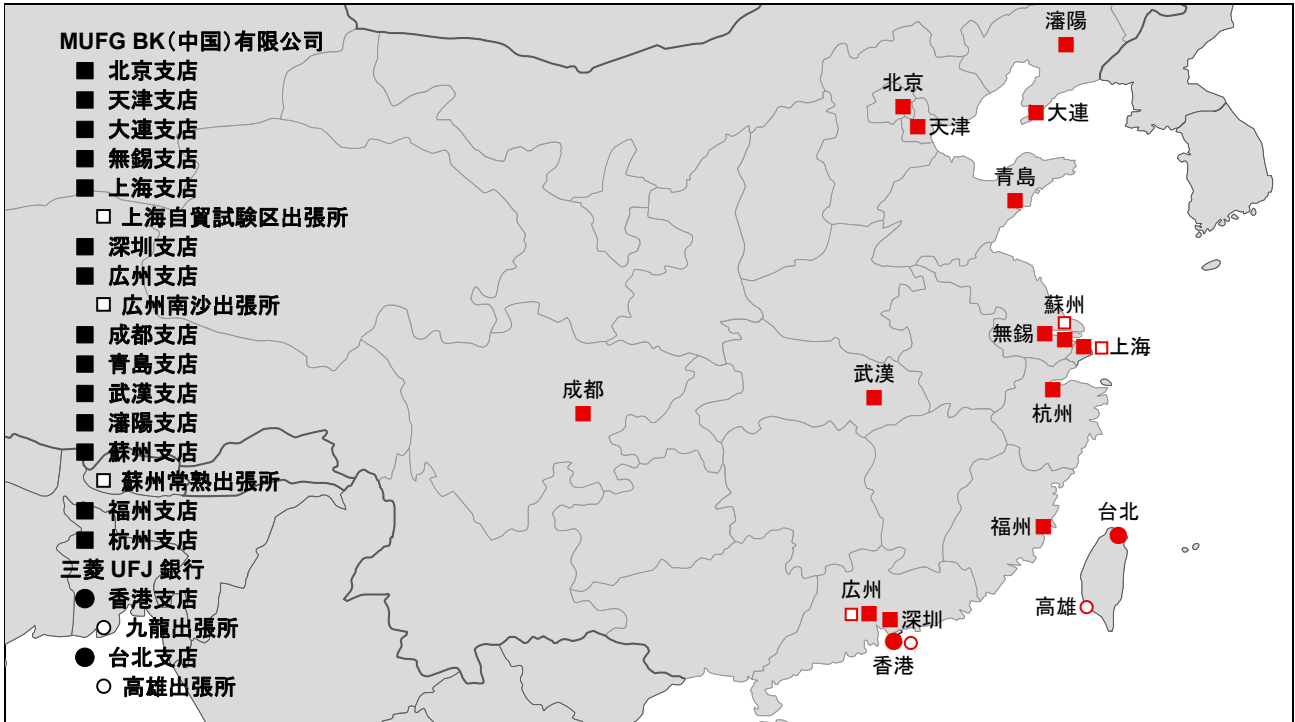 MUFG BK（中国）有限公司
■ 北京支店
■ 天津支店
■ 大連支店
■ 無錫支店
■ 上海支店
□ 上海自貿試験区出張所
■ 深圳支店
■ 広州支店
□ 広州南沙出張所
■ 成都支店
■ 青島支店
■ 武漢支店
■ 瀋陽支店
■ 蘇州支店
□ 蘇州常熟出張所
■ 福州支店
■ 杭州支店
三菱 UFJ 銀行
● 香港支店
○ 九龍出張所
● 台北支店
○ 高雄出張所
瀋陽
北京
大連
天津
青島
蘇州
無錫
上海
成都
武漢
杭州
福州
台北
広州
高雄
深圳
香港